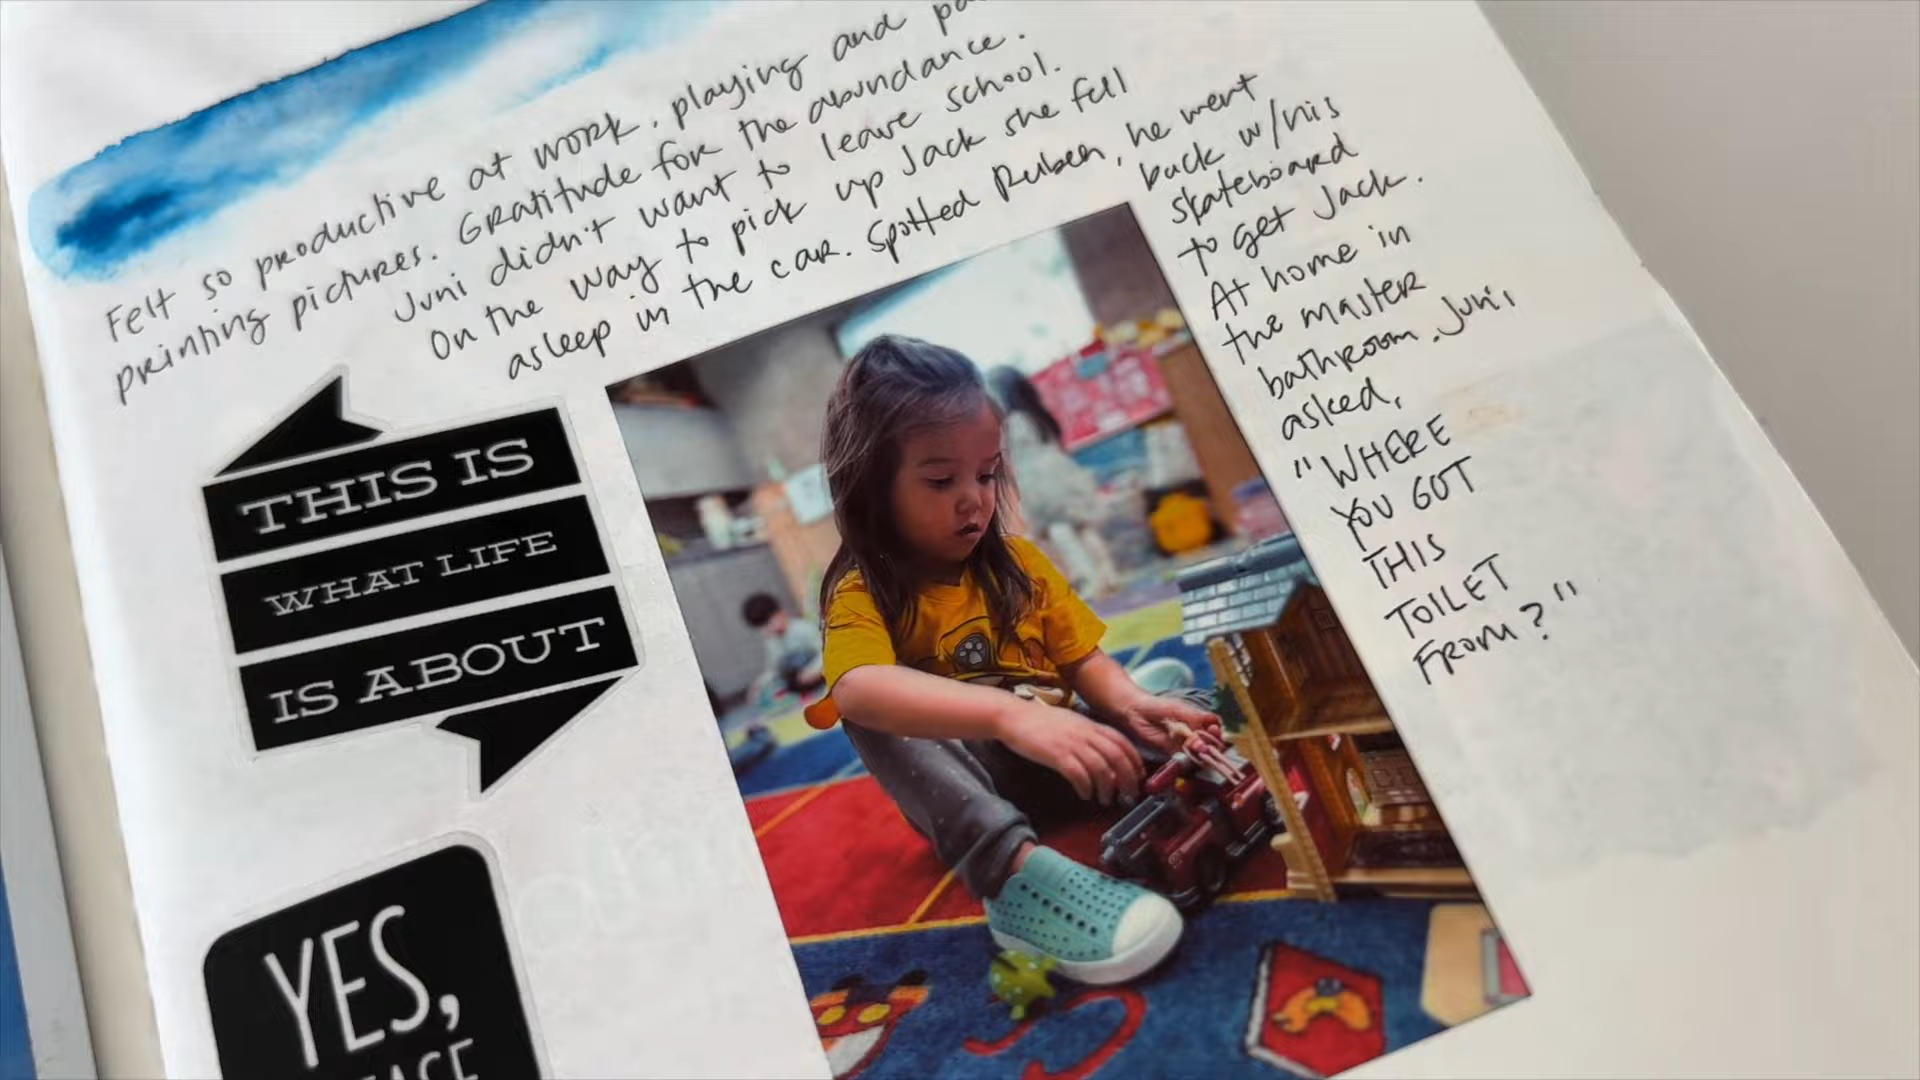 Felt so productive at work, playing and
printing pictures. Gratitude for the abundance.
Juni didn't want to leave school.
On the way to pick up Jack she fell
asleep in the car. Spotted Ruben, he went
back w/his
skateboard
to get Jack.
At home in
the master
bathroom, Juni,
asked,
"WHERE
YOU GOT
THIS
TOILET
FROM?"
THIS IS
WHAT LIFE
IS ABOUT
YES,